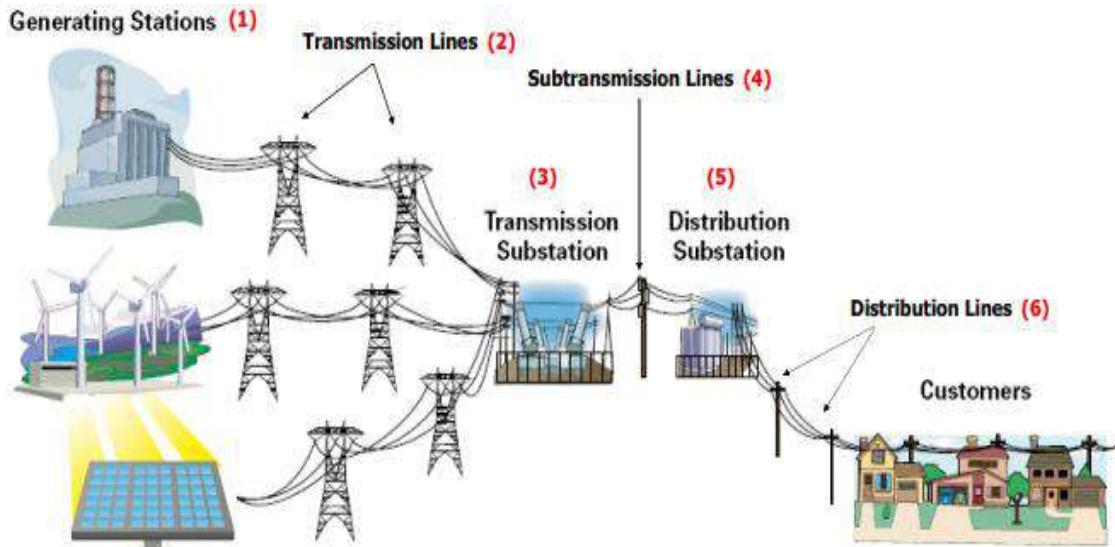 Generating Stations (1)
Transmission Lines (2)
Subtransmission Lines (4)
(3)
Transmission
Substation
(5)
Distribution
Substation
Distribution Lines (6)
Customers